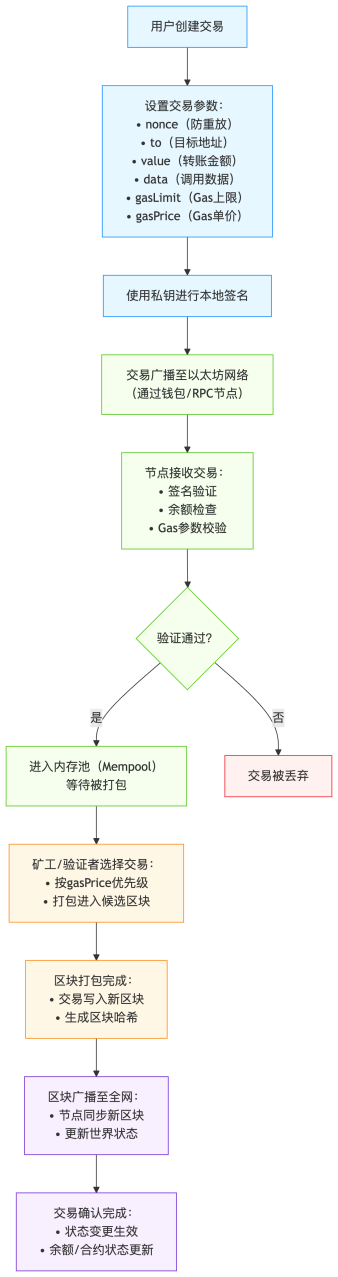 用户创建交易
设置交易参数：
• nonce（防重放）
• to（目标地址）
• value（转账金额）
• data（调用数据）
• gasLimit（Gas上限）
• gasPrice（Gas单价）
使用私钥进行本地签名
交易广播至以太坊网络
（通过钱包/RPC节点）
节点接收交易：
• 签名验证
• 余额检查
• Gas参数校验
验证通过？
是
否
进入内存池（Mempool）
等待被打包
交易被丢弃
矿工/验证者选择交易：
• 按gasPrice优先级
• 打包进入候选区块
区块打包完成：
• 交易写入新区块
• 生成区块哈希
区块广播至全网：
• 节点同步新区块
• 更新世界状态
交易确认完成：
• 状态变更生效
• 余额/合约状态更新